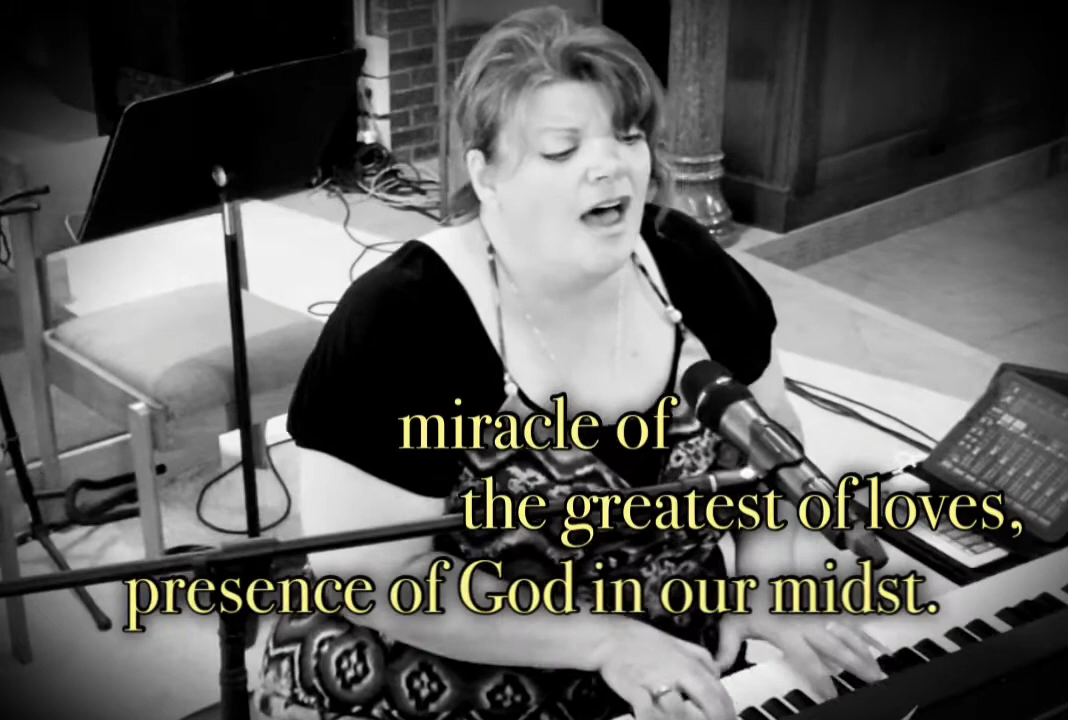 miracle of
the greatest of loves,
presence of God in our midst.